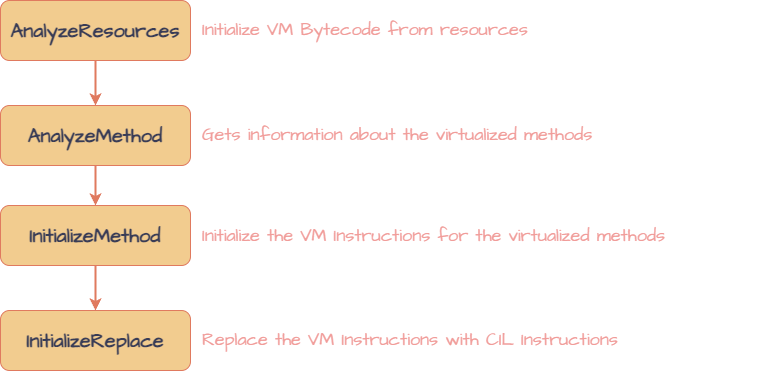 AnalyzeResources Initialize VM Bytecode from resources
AnalyzeMethod Gets information about the virtualized methods
InitializeMethod Initialize the VM Instructions for the virtualized methods
InitializeReplace Replace the VM Instructions with CIL Instructions